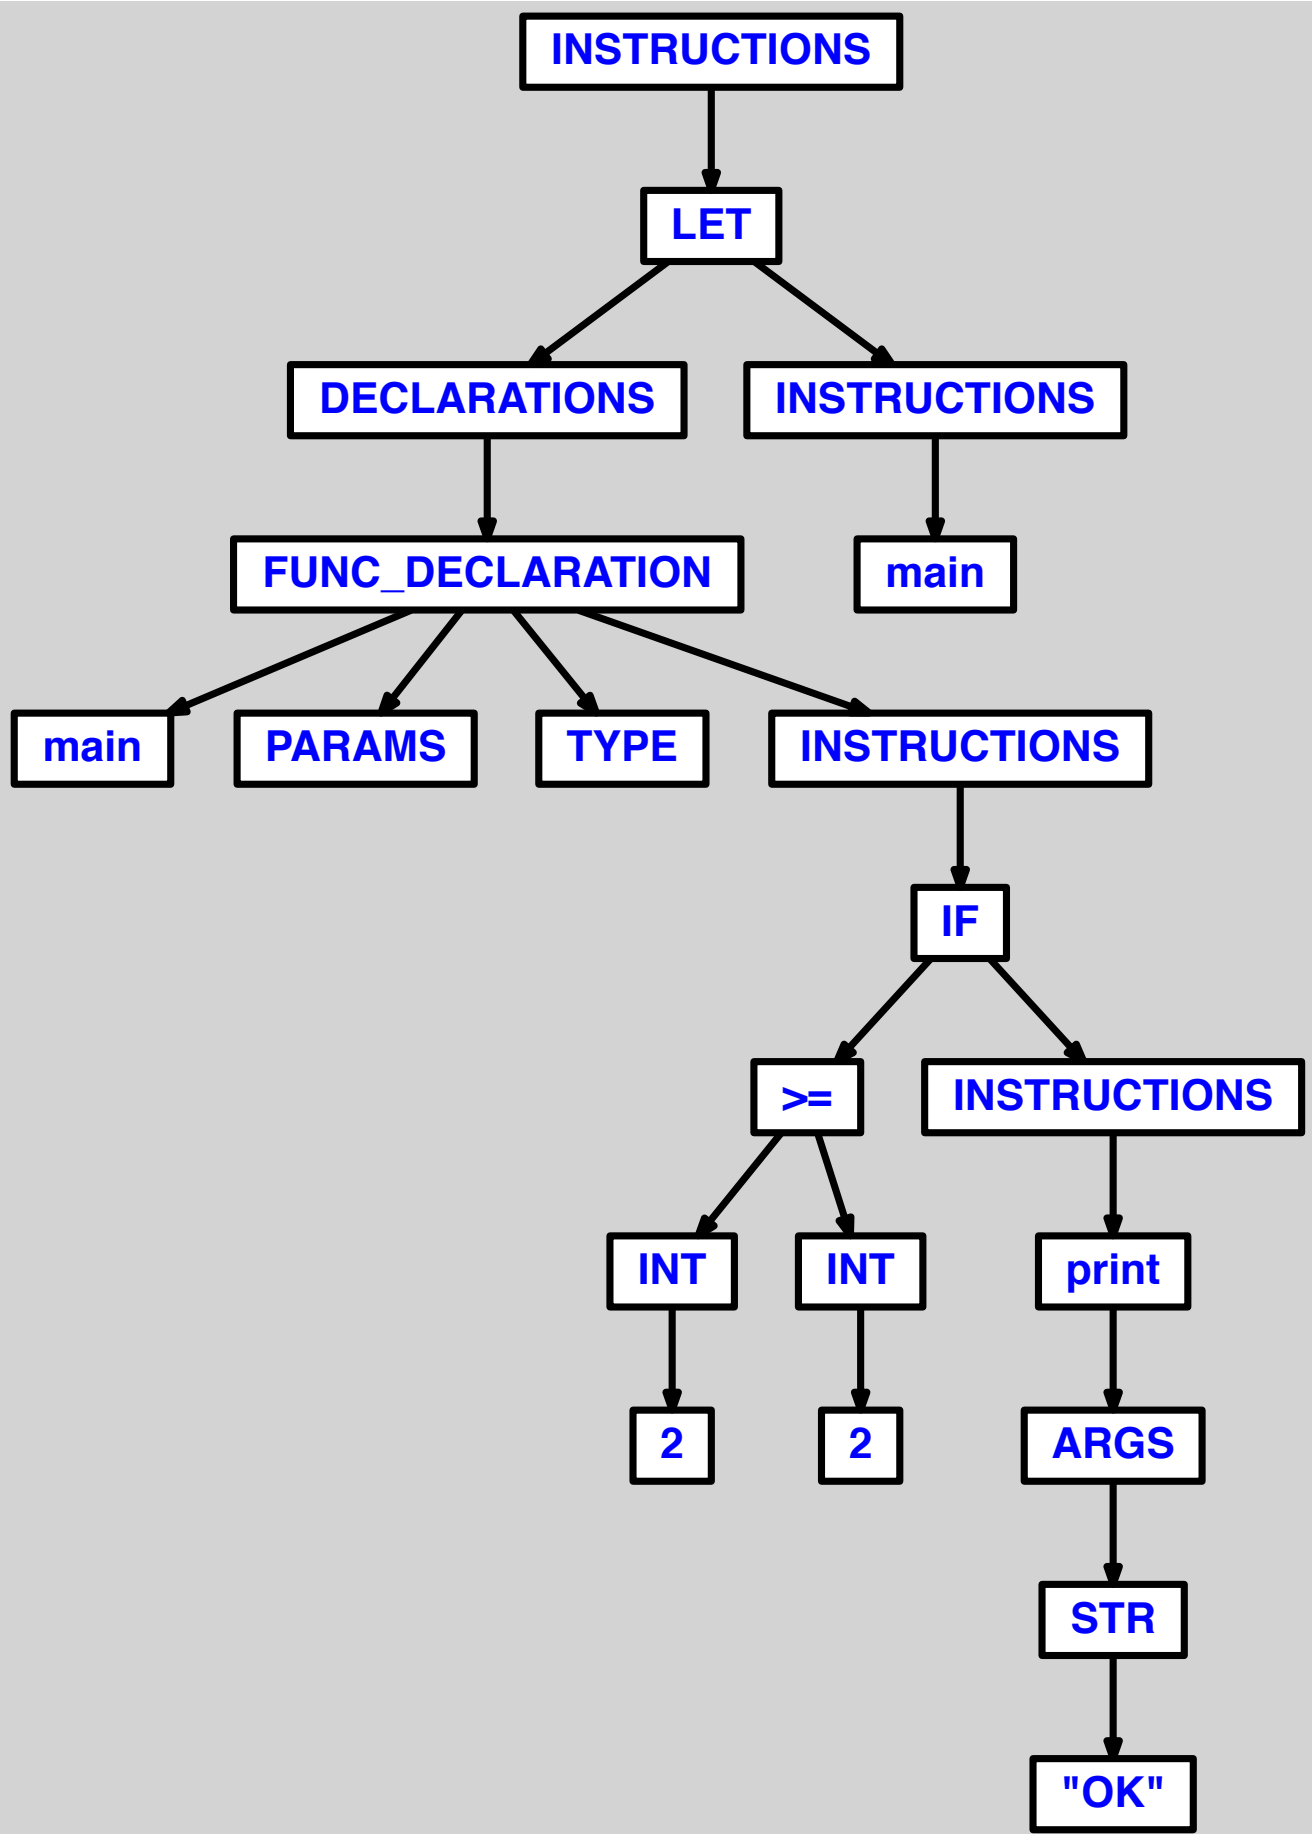 INSTRUCTIONS
LET
DECLARATIONS
INSTRUCTIONS
FUNC_DECLARATION
main
main
PARAMS
TYPE
INSTRUCTIONS
IF
>=
INSTRUCTIONS
INT
INT
print
2
2
ARGS
STR
"OK"